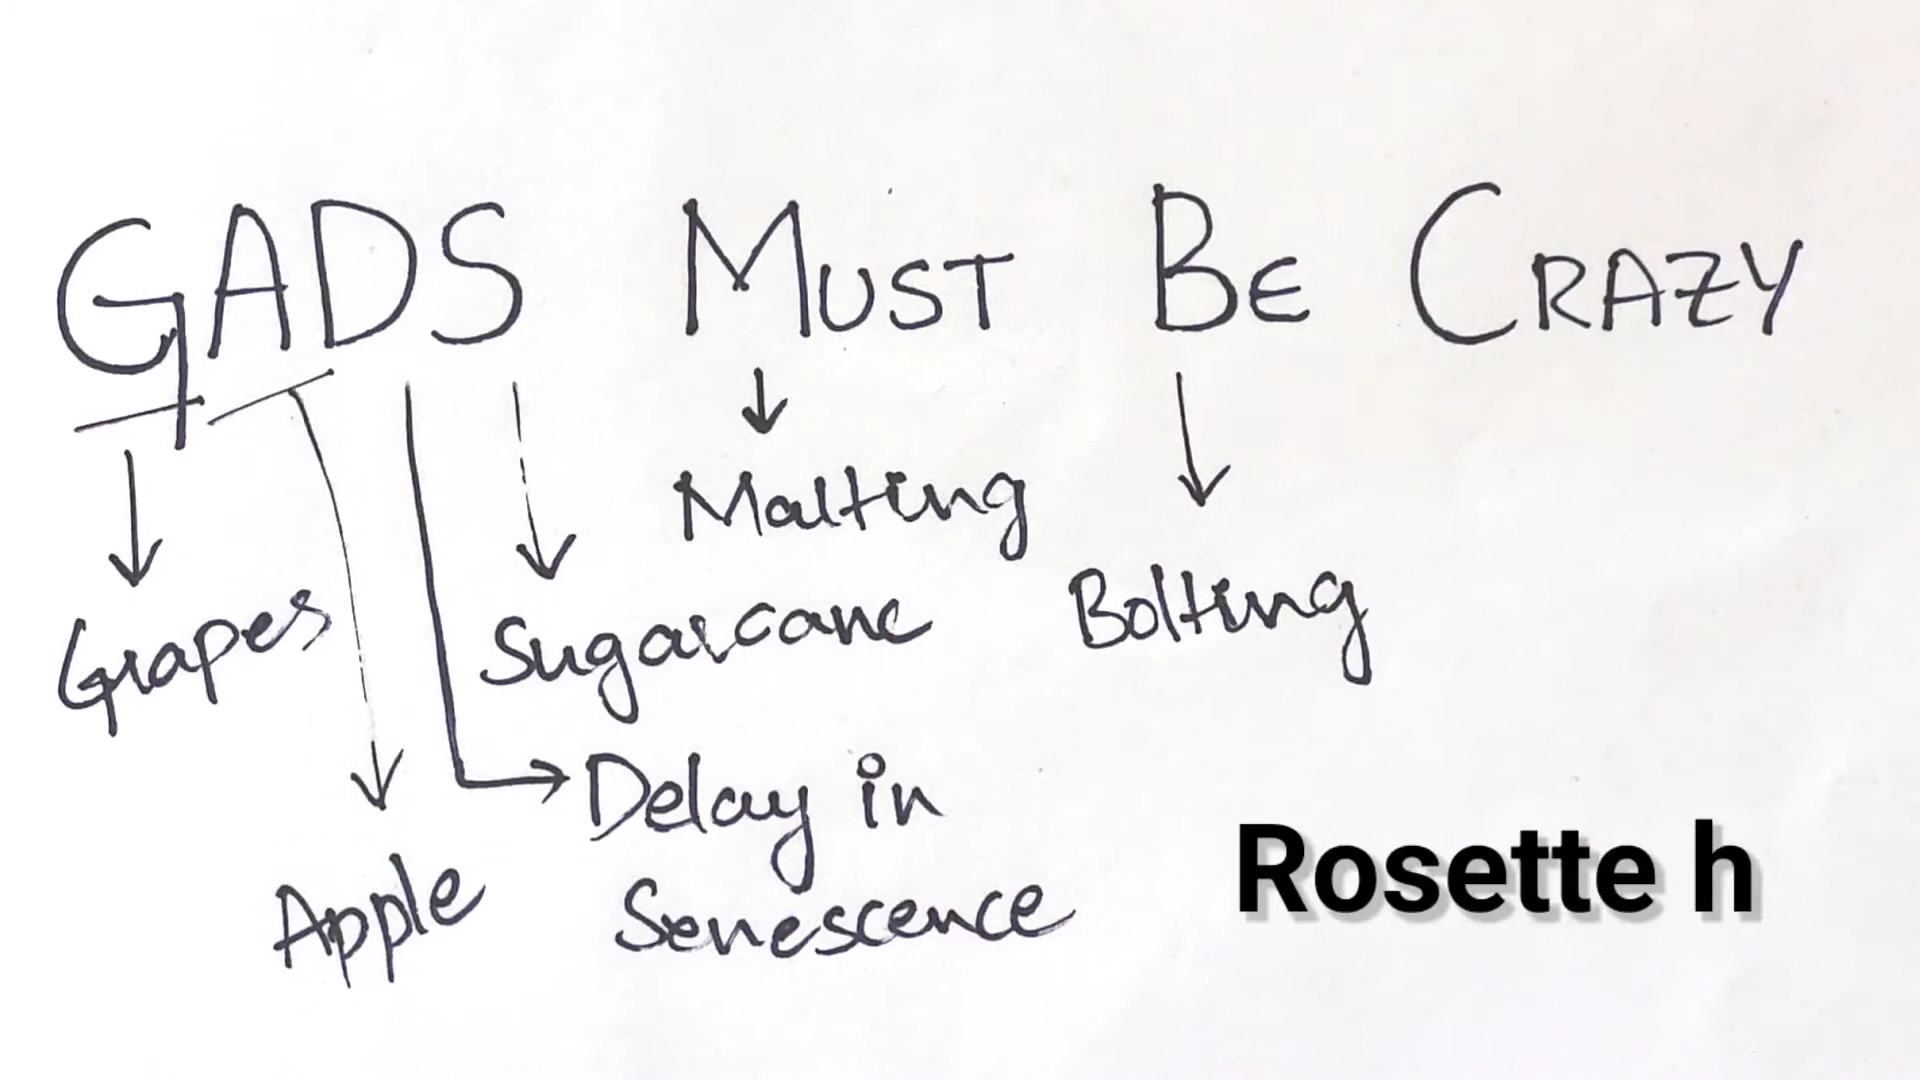 GADS MUST BE CRAZY
Malting
Grapes
Sugarcane
Bolting
Delay in
Senescence
Apple
Rosette h